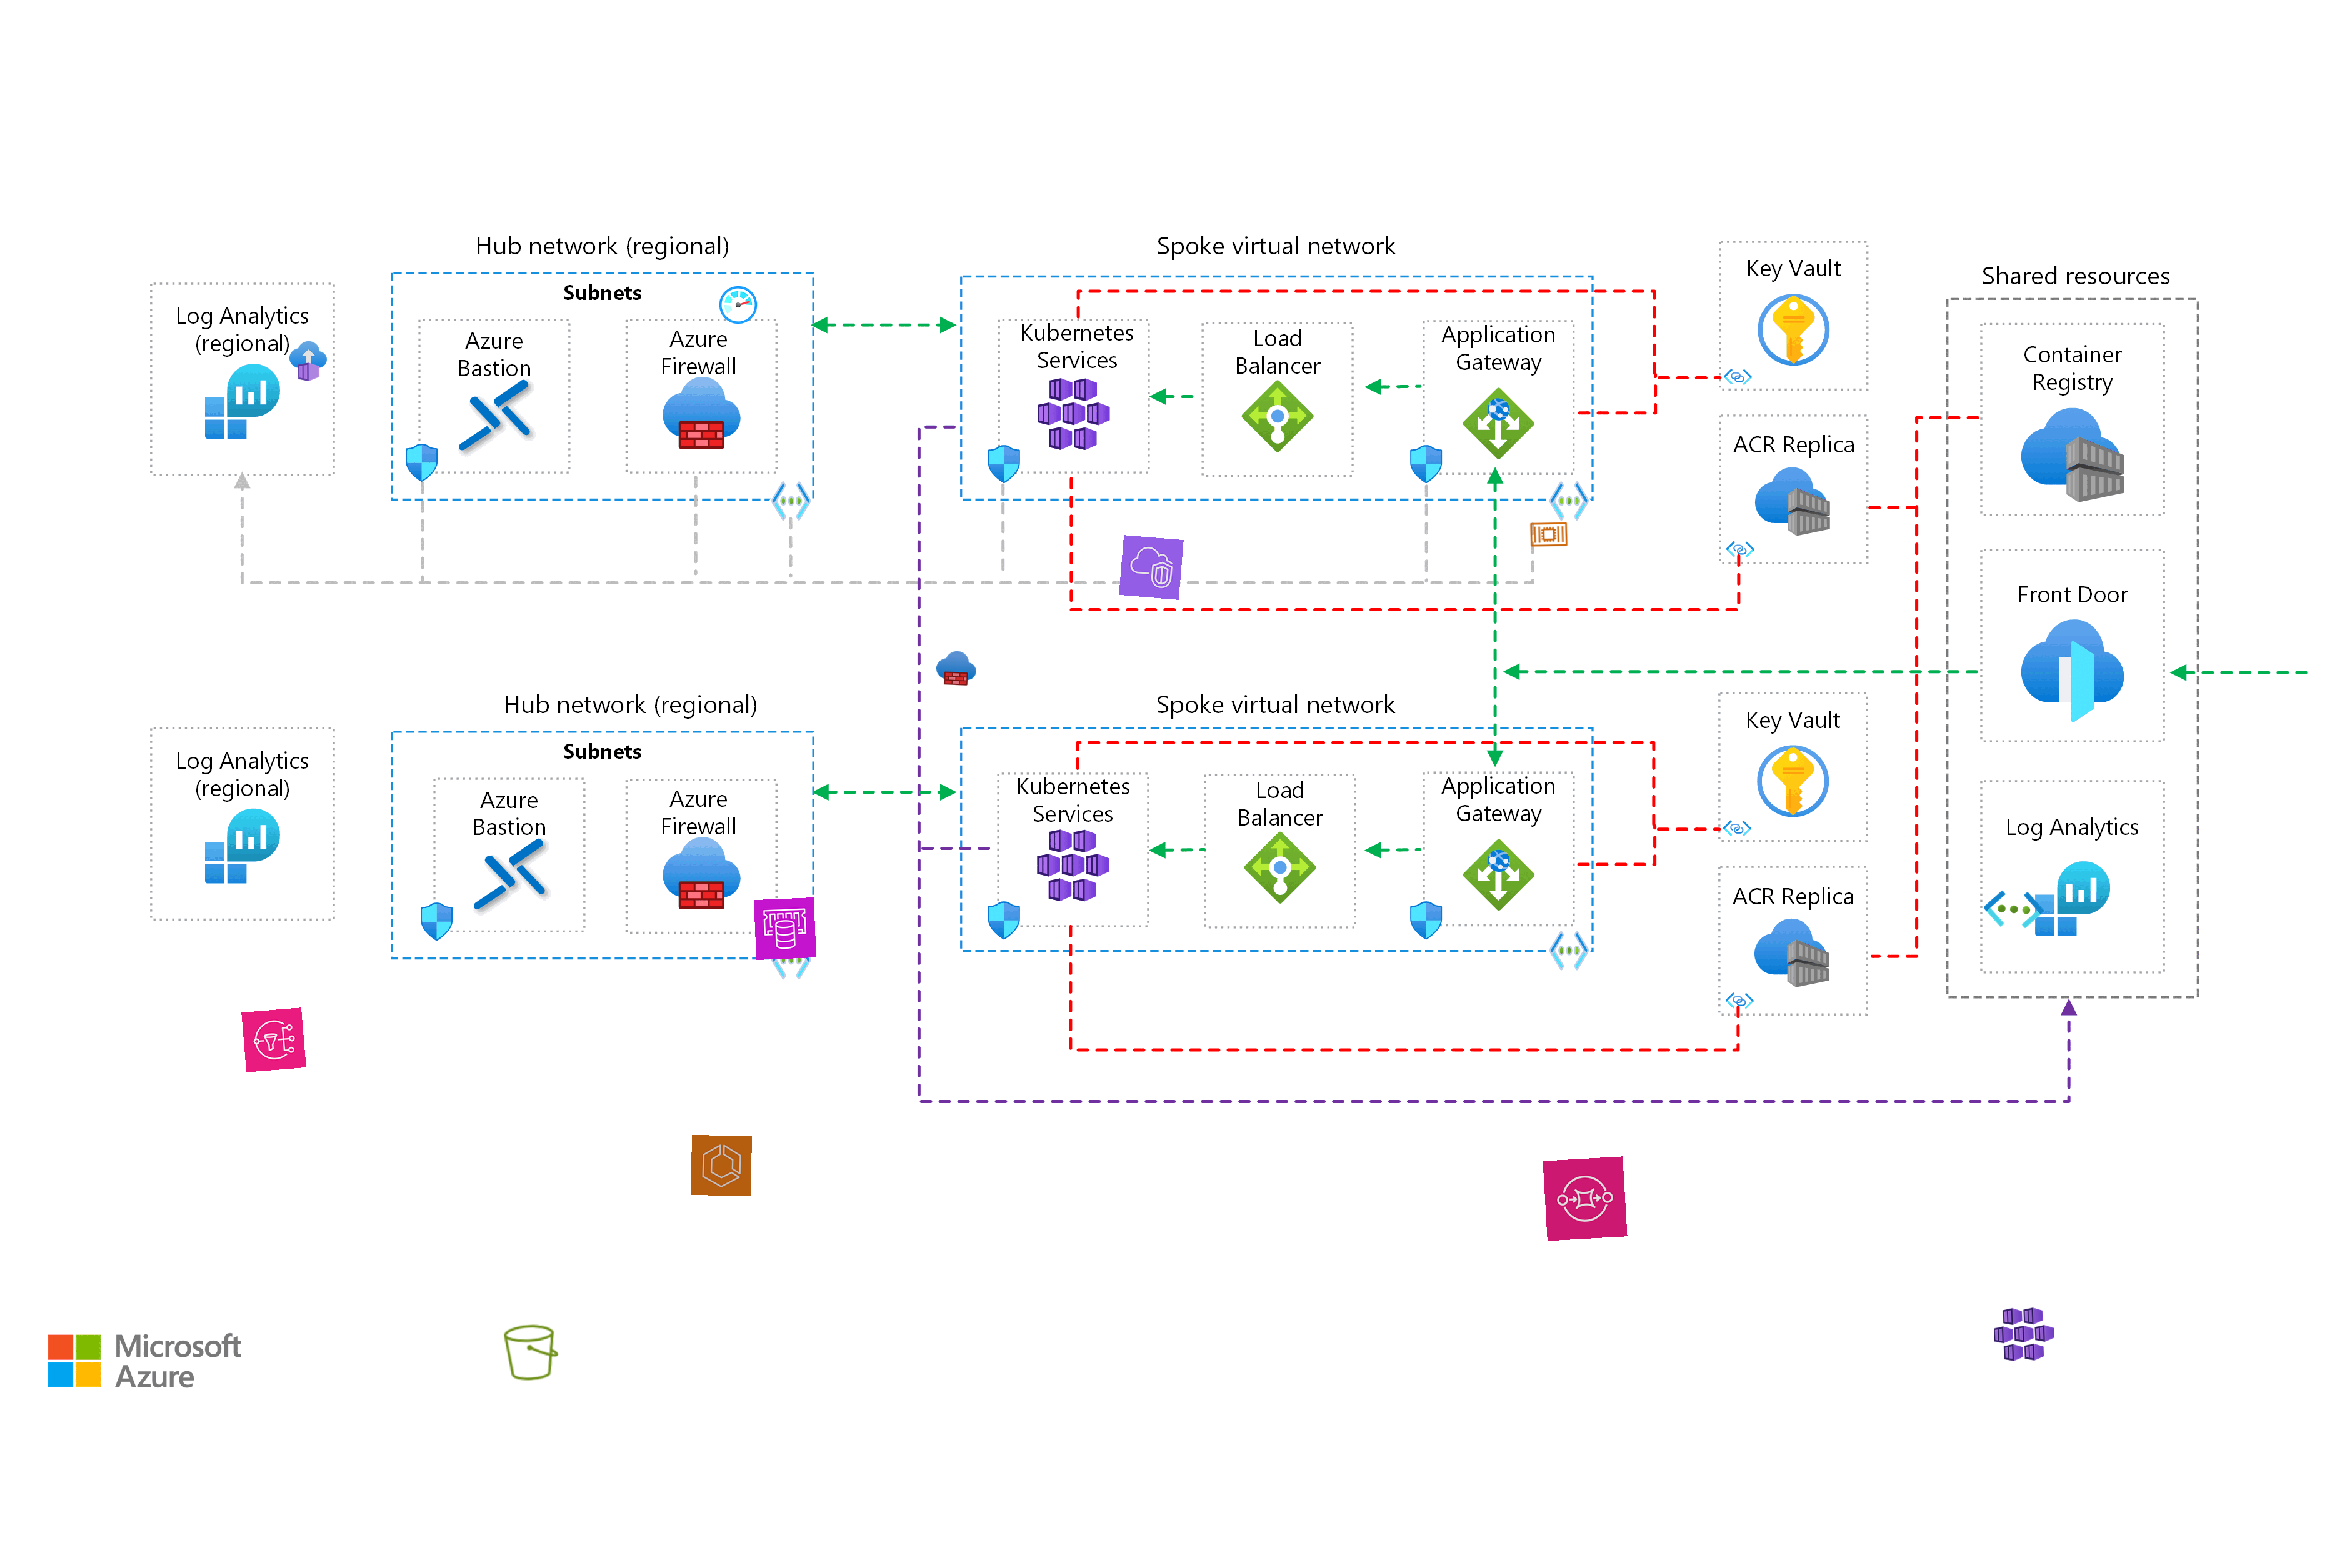 Hub network (regional)
Subnets
Azure
Bastion
Azure
Firewall
Log Analytics
(regional)
Spoke virtual network
Kubernetes
Services
Load
Balancer
Application
Gateway
Key Vault
ACR Replica
Shared resources
Container
Registry
Front Door
Log Analytics
Hub network (regional)
Subnets
Azure
Bastion
Azure
Firewall
Log Analytics
(regional)
Spoke virtual network
Kubernetes
Services
Load
Balancer
Application
Gateway
Key Vault
ACR Replica
Microsoft
Azure